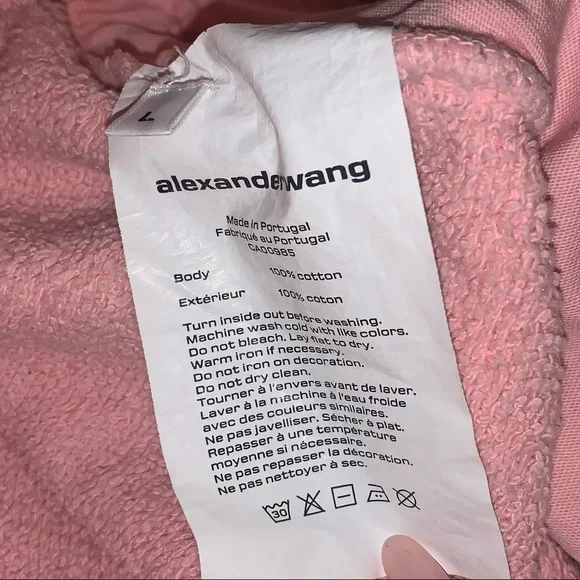 L
alexanderwang
Made in Portugal
Fabriqué au Portugal
CA00985
Body 100% cotton
Extérieur 100% coton
Turn inside out before washing.
Machine wash cold with like colors.
Do not bleach. Lay flat to dry.
Warm iron if necessary.
Do not iron on decoration.
Do not dry clean.
Tourner à l'envers avant de laver.
Laver à la machine à l'eau froide
avec des couleurs similaires.
Ne pas javelliser. Sécher à plat.
Repasser à une température
moyenne si nécessaire.
Ne pas repasser la décoration.
Ne pas nettoyer à sec.
30